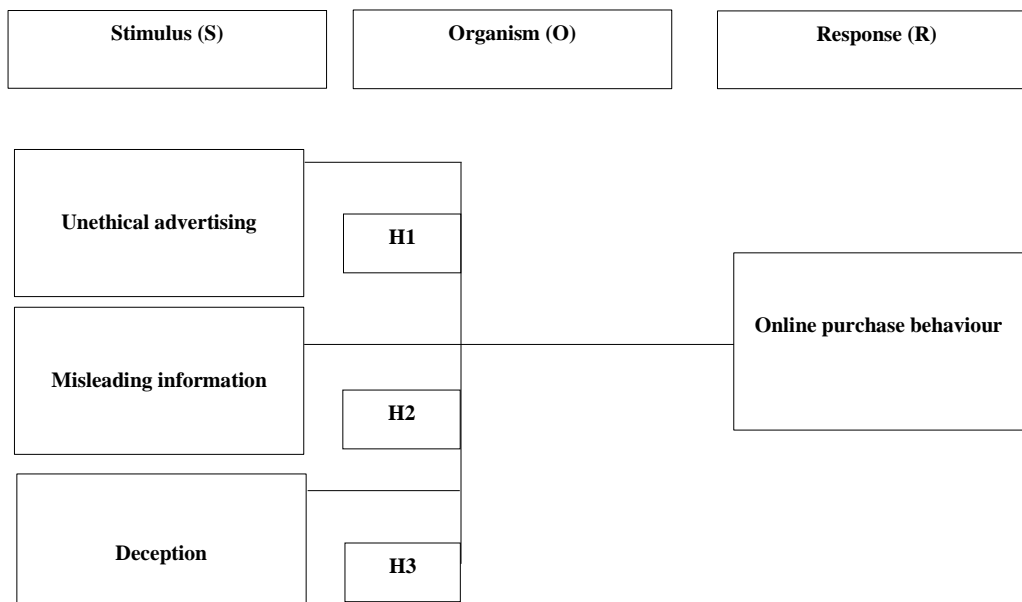 Stimulus (S)
Organism (O)
Response (R)
Unethical advertising
H1
Online purchase behaviour
Misleading information
H2
Deception
H3